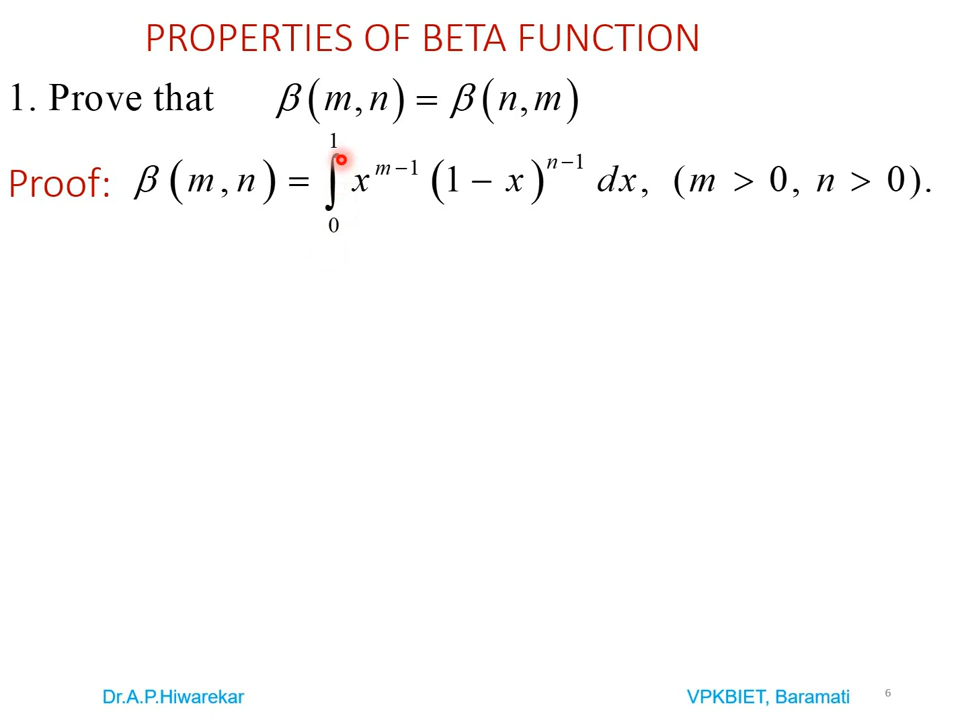 PROPERTIES OF BETA FUNCTION
1. Prove that β(m,n) = β(n,m)
Proof: β(m,n) = ∫₀¹ x^{m−1} (1 − x)^{n−1} dx, (m > 0, n > 0).
Dr.A.P.Hiwarekar VPKBIET, Baramati 6